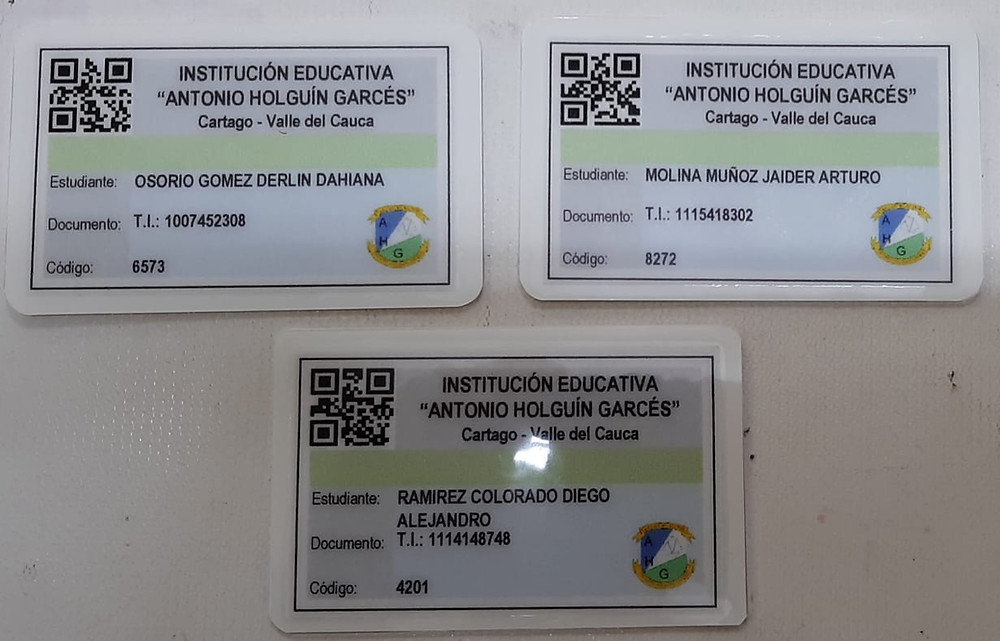 INSTITUCIÓN EDUCATIVA
“ANTONIO HOLGUÍN GARCÉS”
Cartago - Valle del Cauca
Estudiante: OSORIO GOMEZ DERLIN DAHIANA
Documento: T.I.: 1007452308
Código: 6573
A
H
G
INSTITUCIÓN EDUCATIVA
“ANTONIO HOLGUÍN GARCÉS”
Cartago - Valle del Cauca
Estudiante: MOLINA MUÑOZ JAIDER ARTURO
Documento: T.I.: 1115418302
Código: 8272
A
H
G
INSTITUCIÓN EDUCATIVA
“ANTONIO HOLGUÍN GARCÉS”
Cartago - Valle del Cauca
Estudiante: RAMIREZ COLORADO DIEGO
ALEJANDRO
Documento: T.I.: 1114148748
Código: 4201
A
H
G